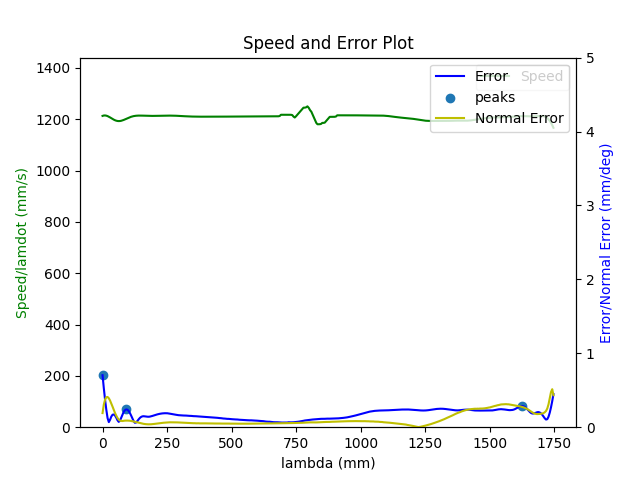 Speed and Error Plot
Speed/lamdot (mm/s)
1400
1200
1000
800
600
400
200
0
Error
Speed
peaks
Normal Error
5
4
3
2
1
0
Error/Normal Error (mm/deg)
0
250
500
750
1000
1250
1500
1750
lambda (mm)